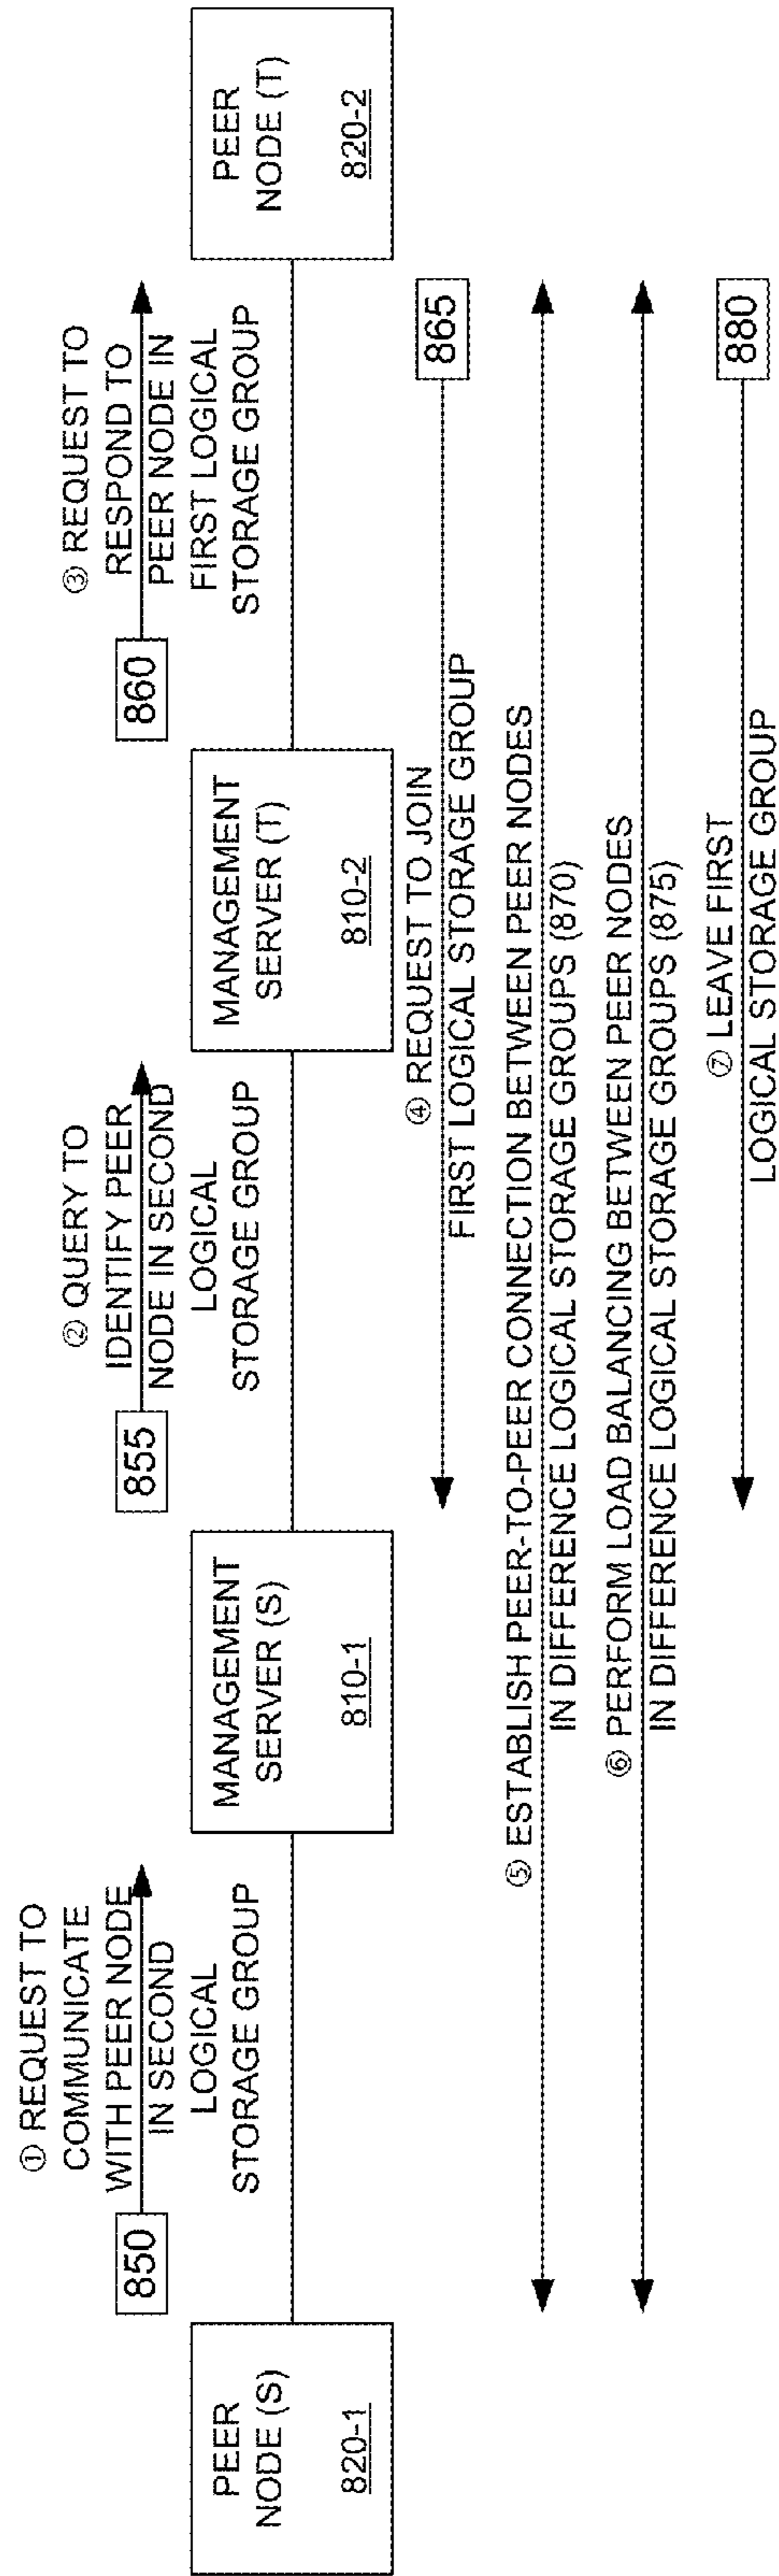 ① REQUEST TO
COMMUNICATE
WITH PEER NODE
IN SECOND
LOGICAL
STORAGE GROUP
850
② QUERY TO
IDENTIFY PEER
NODE IN SECOND
LOGICAL
STORAGE GROUP
855
③ REQUEST TO
RESPOND TO
PEER NODE IN
FIRST LOGICAL
STORAGE GROUP
860
PEER
NODE (S)
820-1
MANAGEMENT
SERVER (S)
810-1
MANAGEMENT
SERVER (T)
810-2
PEER
NODE (T)
820-2
④ REQUEST TO JOIN
FIRST LOGICAL STORAGE GROUP
865
⑤ ESTABLISH PEER-TO-PEER CONNECTION BETWEEN PEER NODES
IN DIFFERENCE LOGICAL STORAGE GROUPS (870)
⑥ PERFORM LOAD BALANCING BETWEEN PEER NODES
IN DIFFERENCE LOGICAL STORAGE GROUPS (875)
⑦ LEAVE FIRST
LOGICAL STORAGE GROUP
880